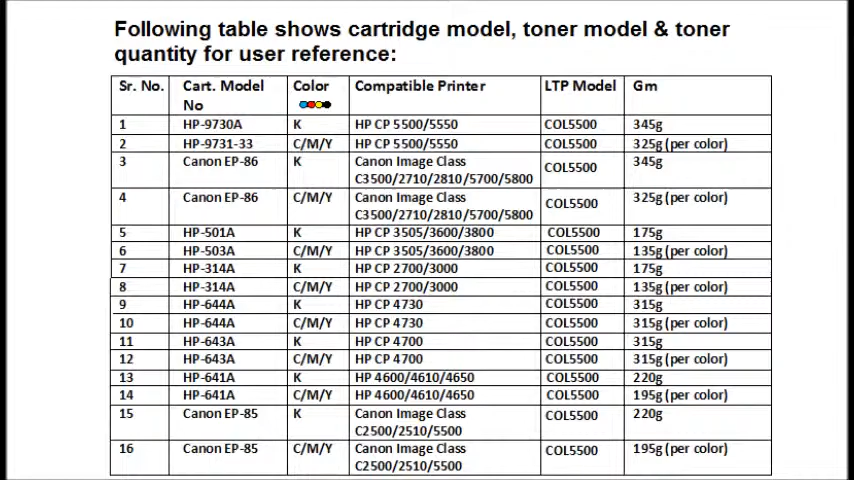 Following table shows cartridge model, toner model & toner
quantity for user reference:
Sr. No. Cart. Model No Color Compatible Printer LTP Model Gm
1 HP-9730A K HP CP 5500/5550 COL5500 345g
2 HP-9731-33 C/M/Y HP CP 5500/5550 COL5500 325g(per color)
3 Canon EP-86 K Canon Image Class C3500/2710/2810/5700/5800 COL5500 345g
4 Canon EP-86 C/M/Y Canon Image Class C3500/2710/2810/5700/5800 COL5500 325g(per color)
5 HP-501A K HP CP 3505/3600/3800 COL5500 175g
6 HP-503A C/M/Y HP CP 3505/3600/3800 COL5500 135g(per color)
7 HP-314A K HP CP 2700/3000 COL5500 175g
8 HP-314A C/M/Y HP CP 2700/3000 COL5500 135g(per color)
9 HP-644A K HP CP 4730 COL5500 315g
10 HP-644A C/M/Y HP CP 4730 COL5500 315g(per color)
11 HP-643A K HP CP 4700 COL5500 315g
12 HP-643A C/M/Y HP CP 4700 COL5500 315g(per color)
13 HP-641A K HP 4600/4610/4650 COL5500 220g
14 HP-641A C/M/Y HP 4600/4610/4650 COL5500 195g(per color)
15 Canon EP-85 K Canon Image Class C2500/2510/5500 COL5500 220g
16 Canon EP-85 C/M/Y Canon Image Class C2500/2510/5500 COL5500 195g(per color)